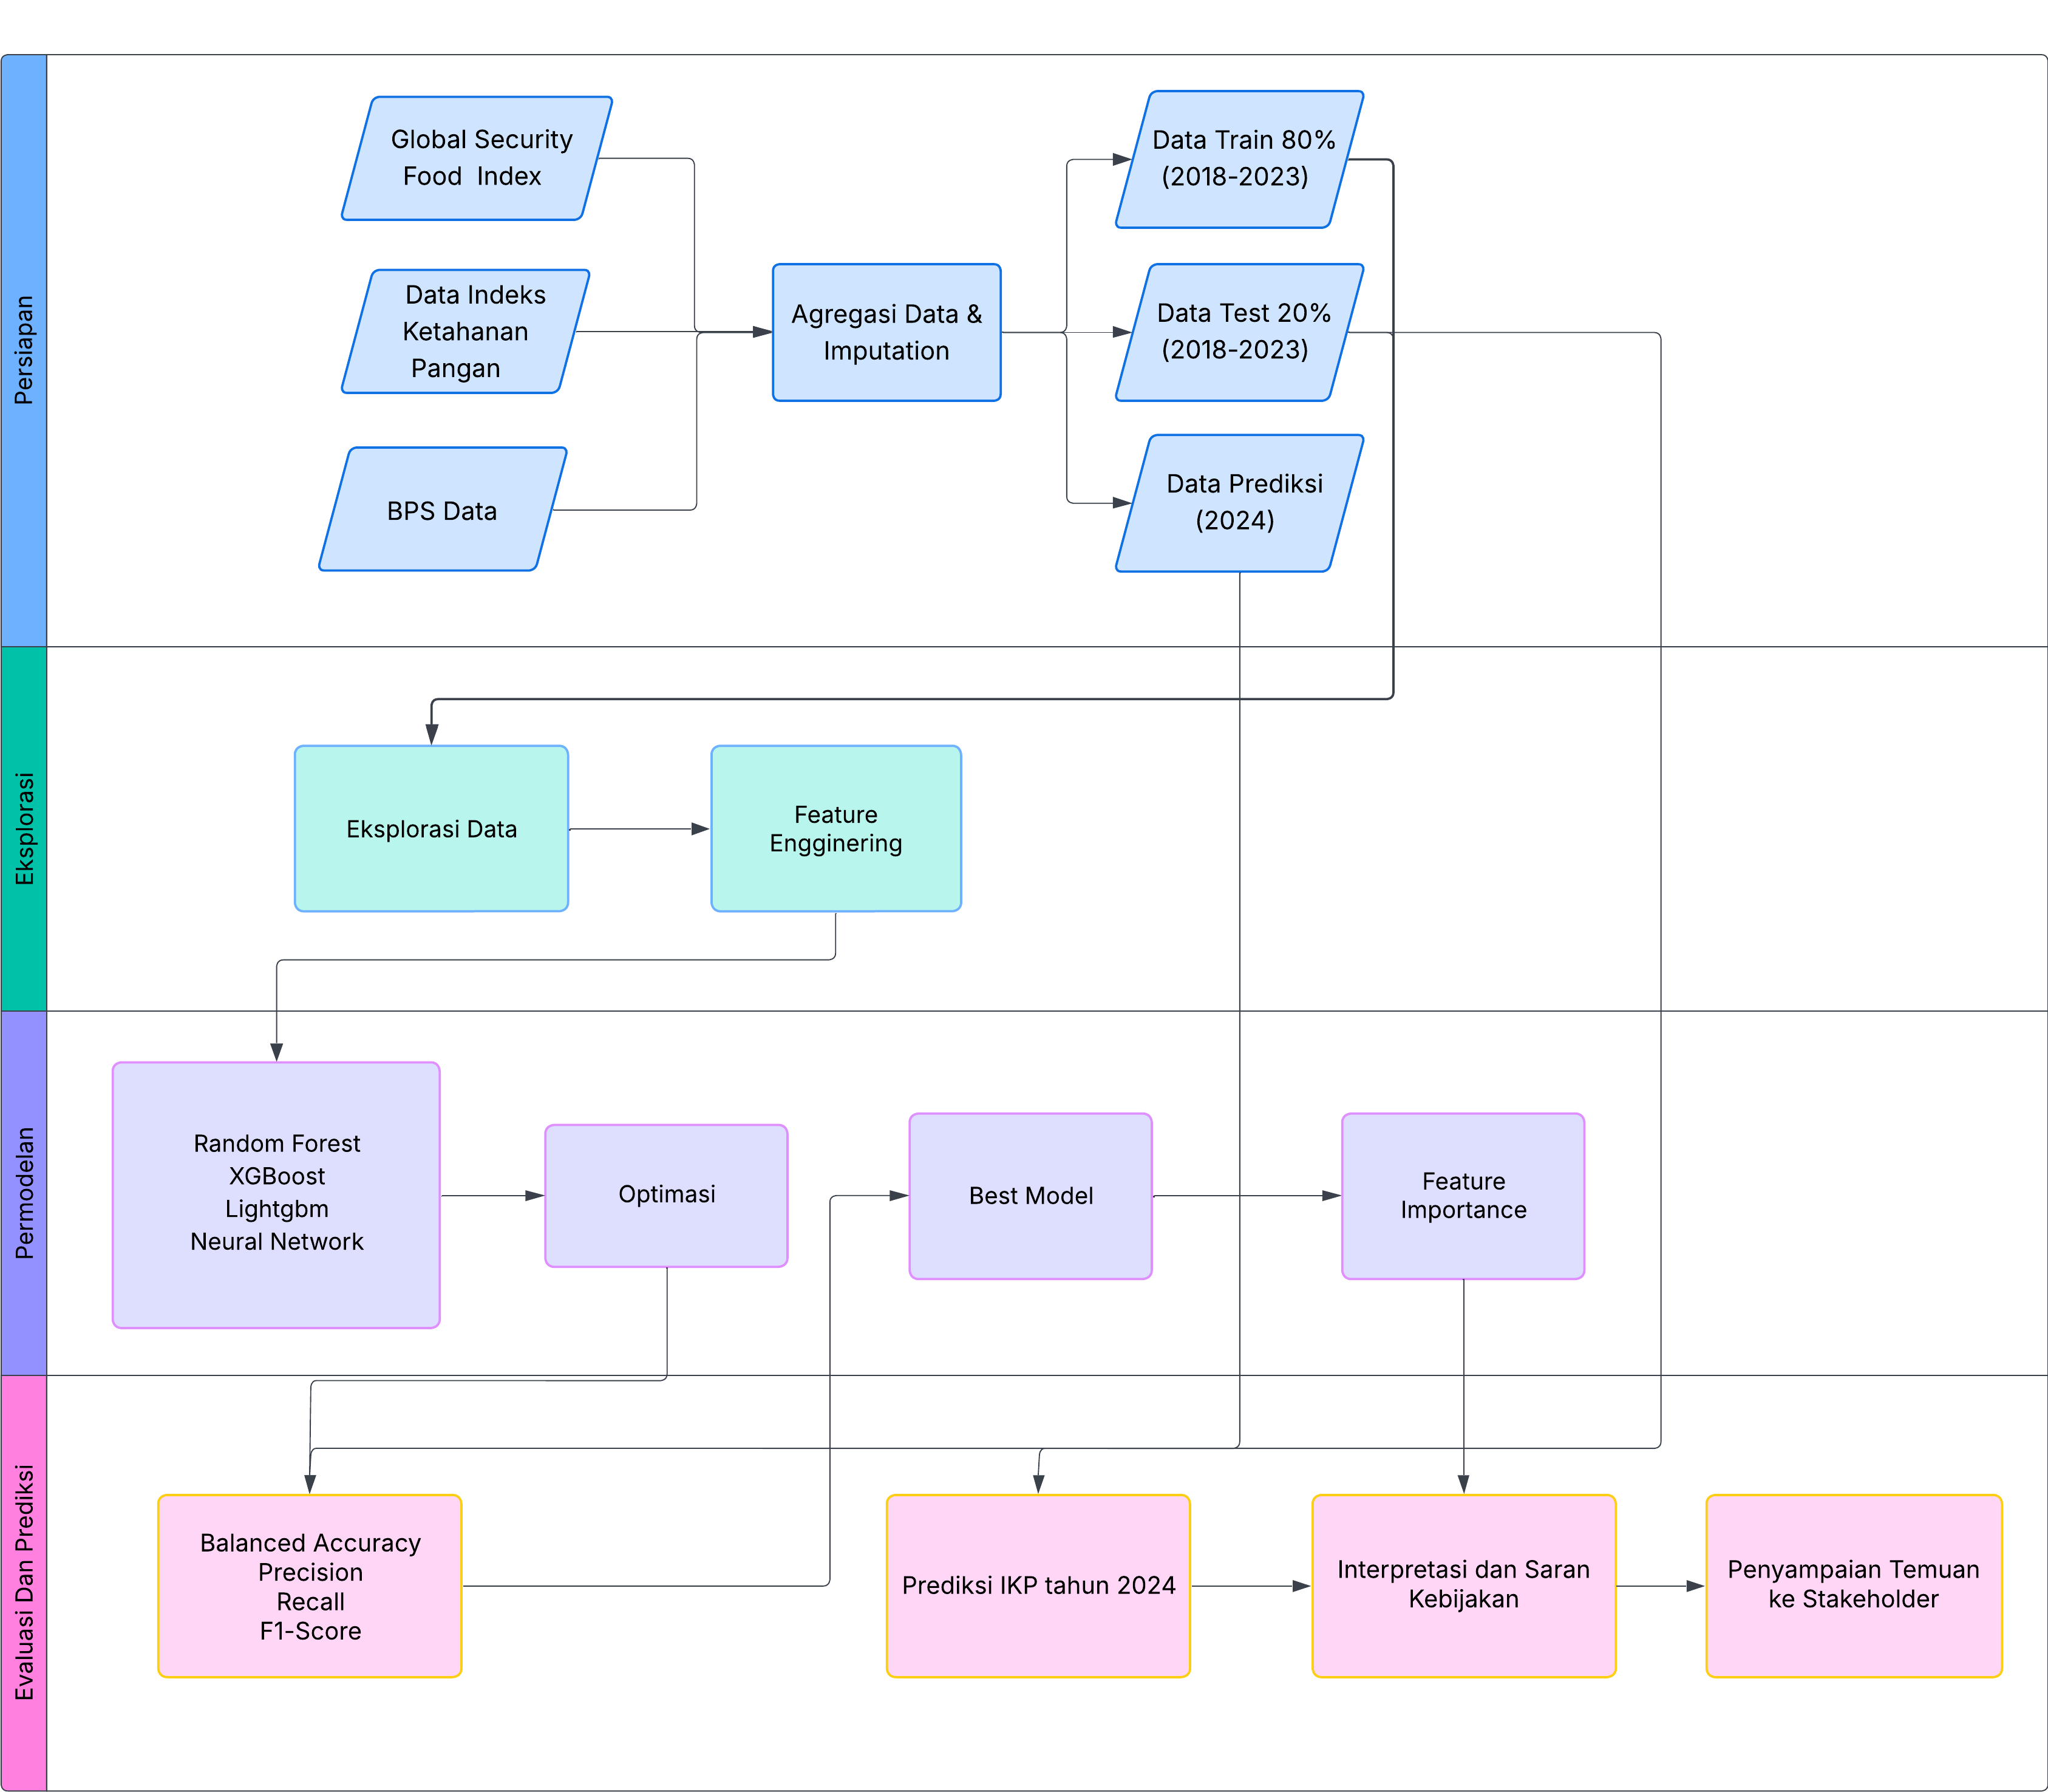 Persiapan
Global Security
Food Index
Data Indeks
Ketahanan
Pangan
BPS Data
Agregasi Data &
Imputation
Data Train 80%
(2018-2023)
Data Test 20%
(2018-2023)
Data Prediksi
(2024)
Eksplorasi
Eksplorasi Data
Feature
Engginering
Permodelan
Random Forest
XGBoost
Lightgbm
Neural Network
Optimasi
Best Model
Feature
Importance
Evaluasi Dan Prediksi
Balanced Accuracy
Precision
Recall
F1-Score
Prediksi IKP tahun 2024
Interpretasi dan Saran
Kebijakan
Penyampaian Temuan
ke Stakeholder